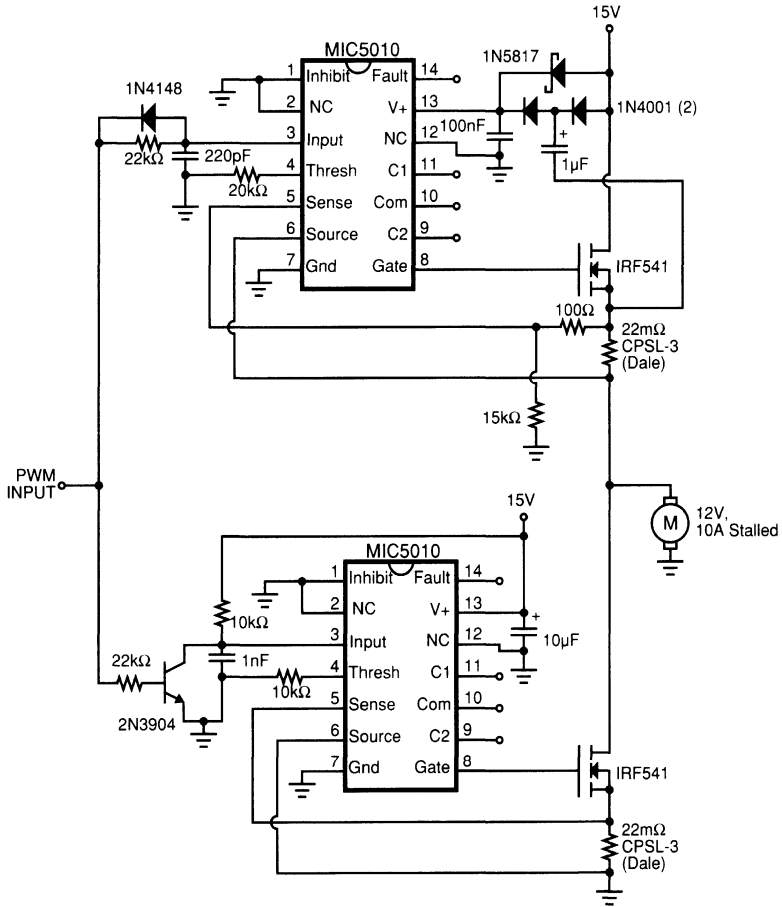 15V
MIC5010
1N5817
1 Inhibit Fault 14
1N4148
2 NC V+ 13
1N4001 (2)
100nF
3 Input NC 12
+
22kΩ
220pF
4 Thresh C1 11
1µF
20kΩ
5 Sense Com 10
6 Source C2 9
7 Gnd Gate 8
IRF541
100Ω
22mΩ
CPSL-3
(Dale)
15kΩ
PWM
INPUT
15V
M
12V,
10A Stalled
MIC5010
1 Inhibit Fault 14
2 NC V+ 13
+
10kΩ
3 Input NC 12
10µF
22kΩ
1nF
4 Thresh C1 11
10kΩ
5 Sense Com 10
2N3904
6 Source C2 9
7 Gnd Gate 8
IRF541
22mΩ
CPSL-3
(Dale)